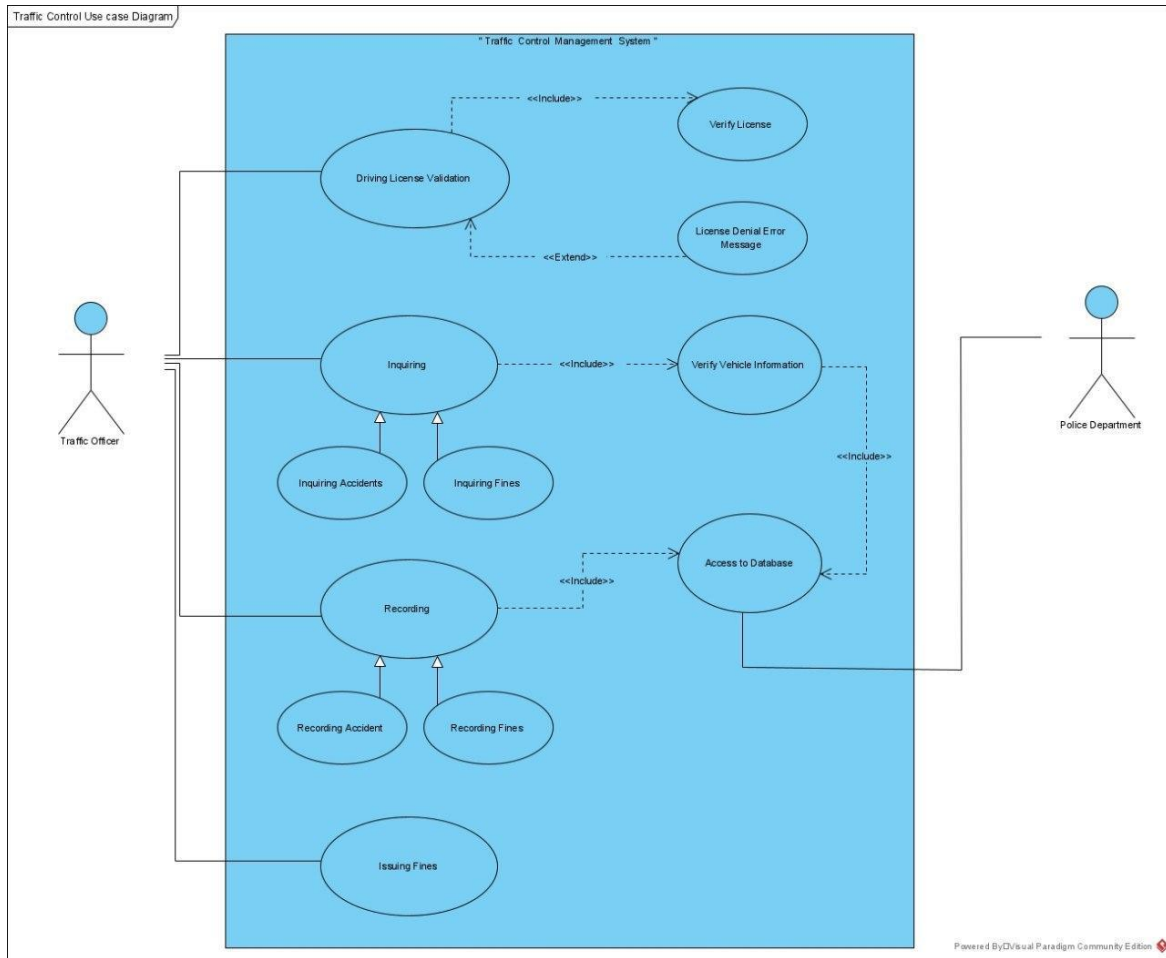 Traffic Control Use case Diagram
" Traffic Control Management System "
<<Include>>
Verify License
Driving License Validation
License Denial Error
Message
<<Extend>>
Inquiring
<<Include>>
Verify Vehicle Information
Traffic Officer
Police Department
<<Include>>
Inquiring Accidents
Inquiring Fines
Access to Database
<<Include>>
Recording
Recording Accident
Recording Fines
Issuing Fines
Powered By□Visual Paradigm Community Edition